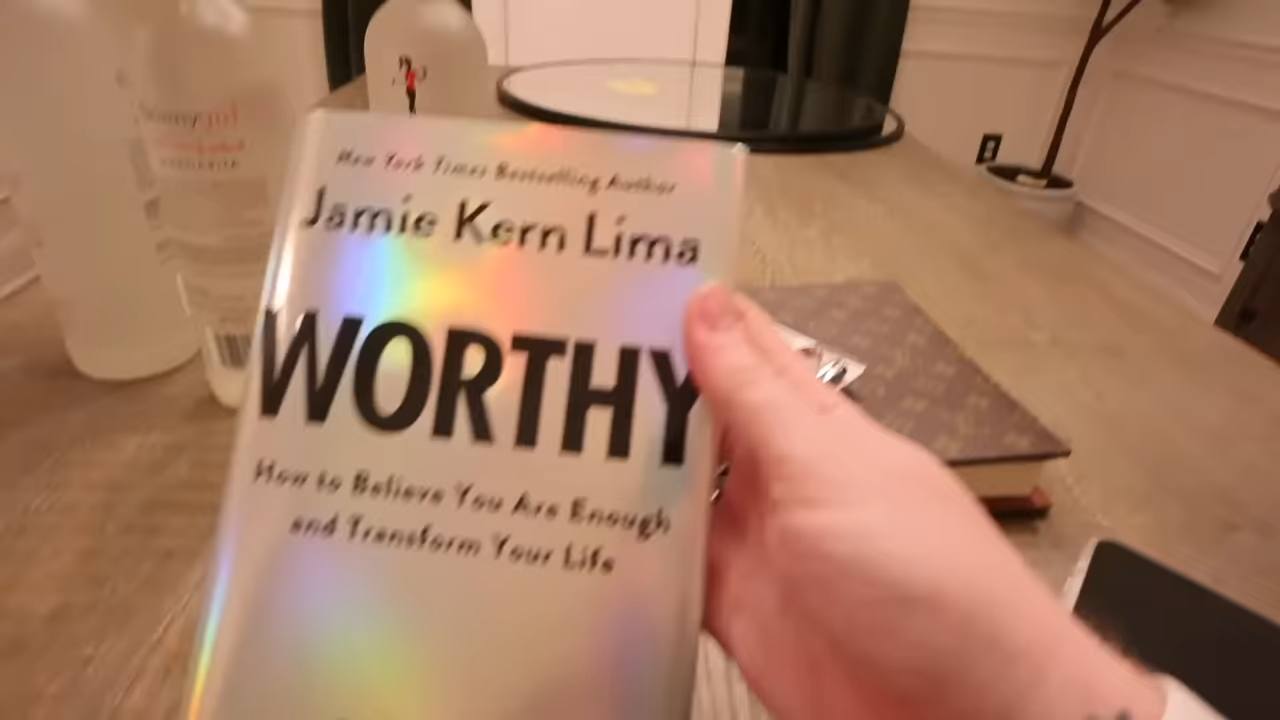 New York Times Bestselling Author
Jamie Kern Lima
WORTHY
How to Believe You Are Enough
and Transform Your Life